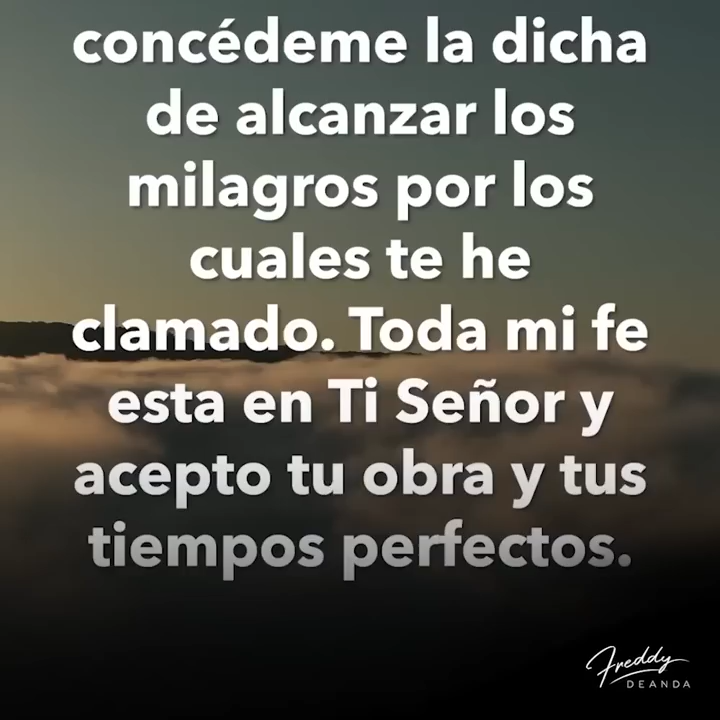 concédeme la dicha
de alcanzar los
milagros por los
cuales te he
clamado. Toda mi fe
esta en Ti Señor y
acepto tu obra y tus
tiempos perfectos.
Freddy
DEANDA